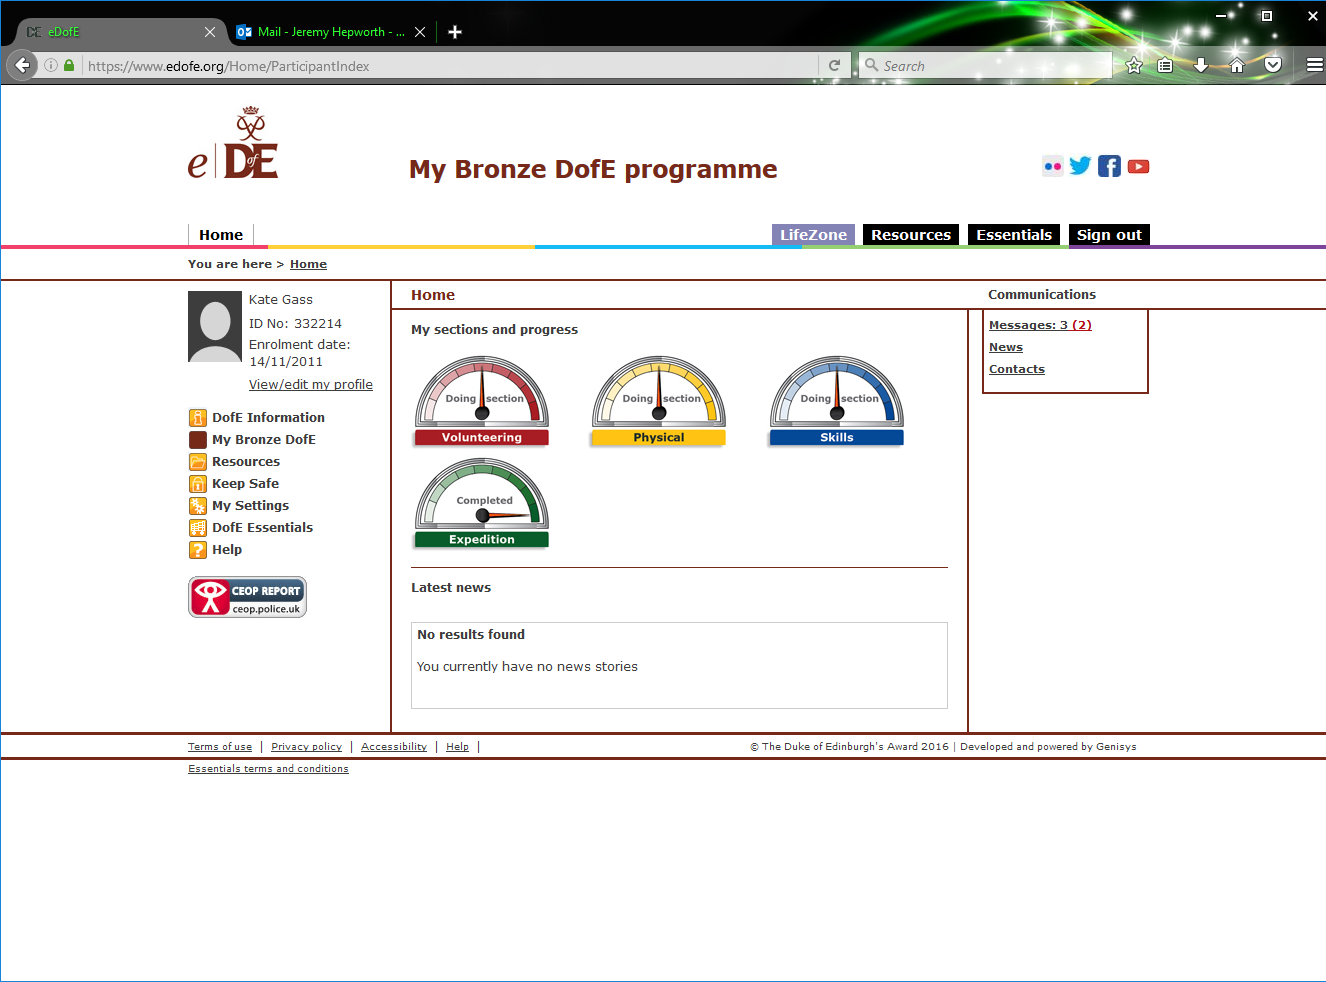 eDofE
Mail - Jeremy Hepworth - ...
https://www.edofe.org/Home/ParticipantIndex
Search
e DofE
My Bronze DofE programme
Home
LifeZone
Resources
Essentials
Sign out
You are here > Home
Kate Gass
ID No: 332214
Enrolment date:
14/11/2011
View/edit my profile
DofE Information
My Bronze DofE
Resources
Keep Safe
My Settings
DofE Essentials
Help
CEOP REPORT
ceop.police.uk
Home
My sections and progress
Doing section
Volunteering
Doing section
Physical
Doing section
Skills
Completed
Expedition
Latest news
No results found
You currently have no news stories
Communications
Messages: 3 (2)
News
Contacts
Terms of use | Privacy policy | Accessibility | Help |
© The Duke of Edinburgh's Award 2016 | Developed and powered by Genisys
Essentials terms and conditions